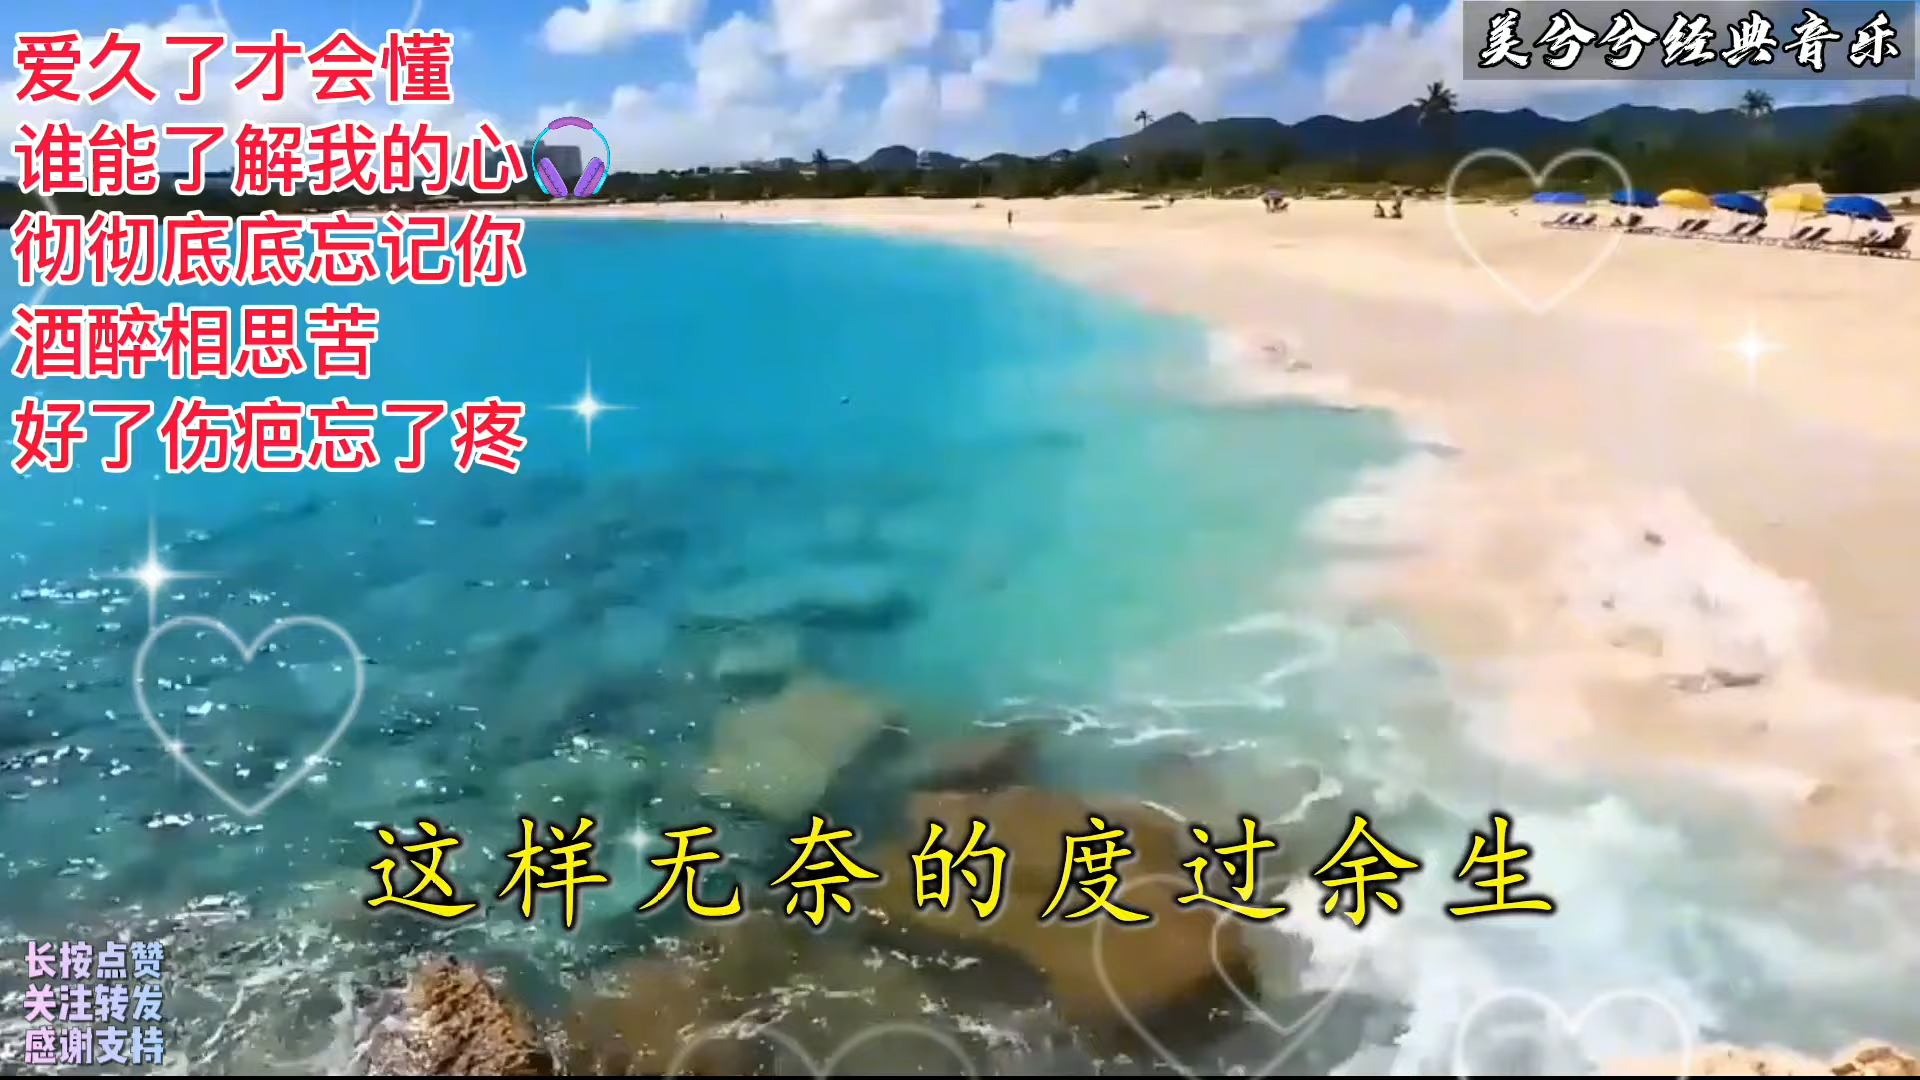 爱久了才会懂
谁能了解我的心
彻彻底底忘记你
酒醉相思苦
好了伤疤忘了疼
美兮兮经典音乐
这样无奈的度过余生
长按点赞
关注转发
感谢支持